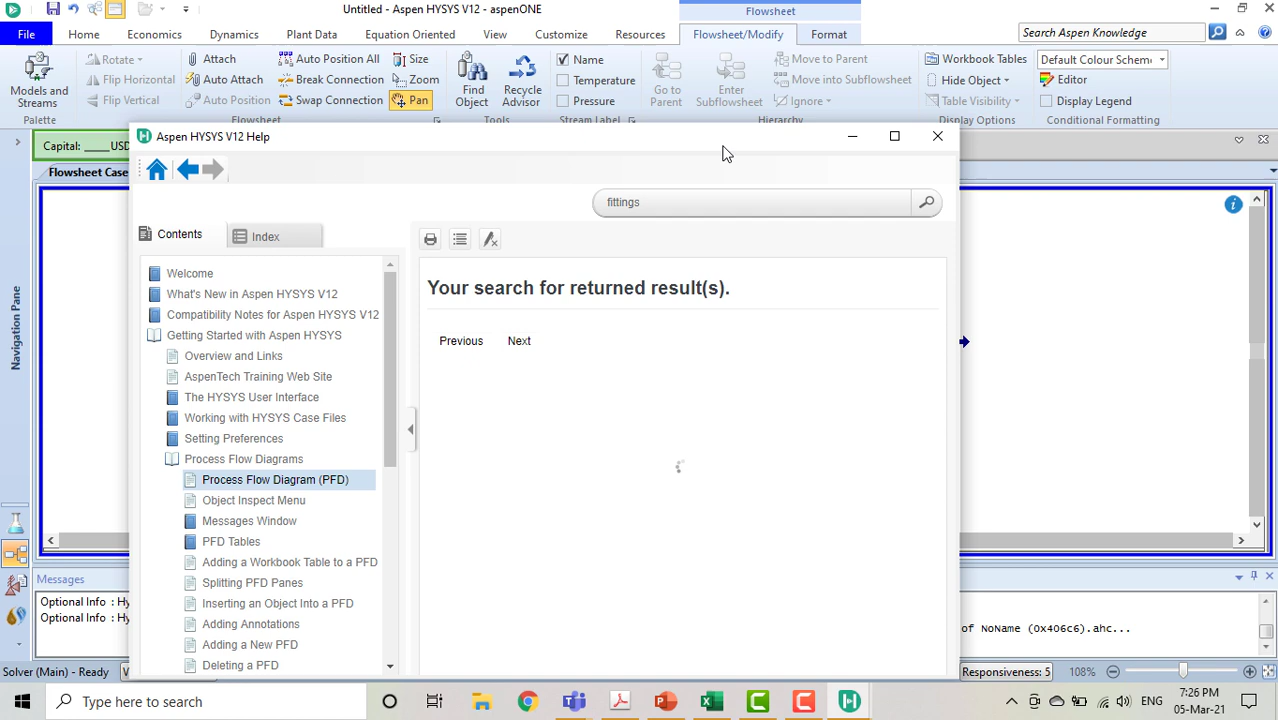 Untitled - Aspen HYSYS V12 - aspenONE
Flowsheet
File
Home
Economics
Dynamics
Plant Data
Equation Oriented
View
Customize
Resources
Flowsheet/Modify
Format
Search Aspen Knowledge
Models and Streams
Palette
Rotate
Flip Horizontal
Flip Vertical
Attach
Auto Attach
Auto Position
Auto Position All
Break Connection
Swap Connection
Size
Zoom
Pan
Flowsheet
Find Object
Recycle Advisor
Tools
Name
Temperature
Pressure
Stream Label
Go to Parent
Enter Subflowsheet
Move to Parent
Move into Subflowsheet
Ignore
Hierarchy
Workbook Tables
Hide Object
Table Visibility
Display Options
Default Colour Schem
Editor
Display Legend
Conditional Formatting
Capital: ____USD
Flowsheet Case
Navigation Pane
Aspen HYSYS V12 Help
fittings
Contents
Index
Welcome
What's New in Aspen HYSYS V12
Compatibility Notes for Aspen HYSYS V12
Getting Started with Aspen HYSYS
Overview and Links
AspenTech Training Web Site
The HYSYS User Interface
Working with HYSYS Case Files
Setting Preferences
Process Flow Diagrams
Process Flow Diagram (PFD)
Object Inspect Menu
Messages Window
PFD Tables
Adding a Workbook Table to a PFD
Splitting PFD Panes
Inserting an Object Into a PFD
Adding Annotations
Adding a New PFD
Deleting a PFD
Your search for returned result(s).
Previous
Next
Messages
Optional Info : Hy
Optional Info : Hy
of NoName (0x406c6).ahc...
Solver (Main) - Ready
Responsiveness: 5
108%
Type here to search
ENG
7:26 PM
05-Mar-21